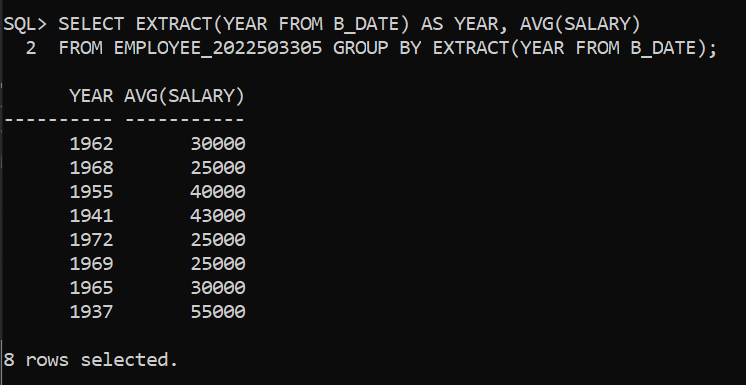 SQL> SELECT EXTRACT(YEAR FROM B_DATE) AS YEAR, AVG(SALARY)
  2  FROM EMPLOYEE_2022503305 GROUP BY EXTRACT(YEAR FROM B_DATE);
      YEAR AVG(SALARY)
---------- -----------
      1962       30000
      1968       25000
      1955       40000
      1941       43000
      1972       25000
      1969       25000
      1965       30000
      1937       55000
8 rows selected.